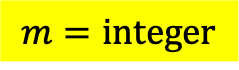 m = integer